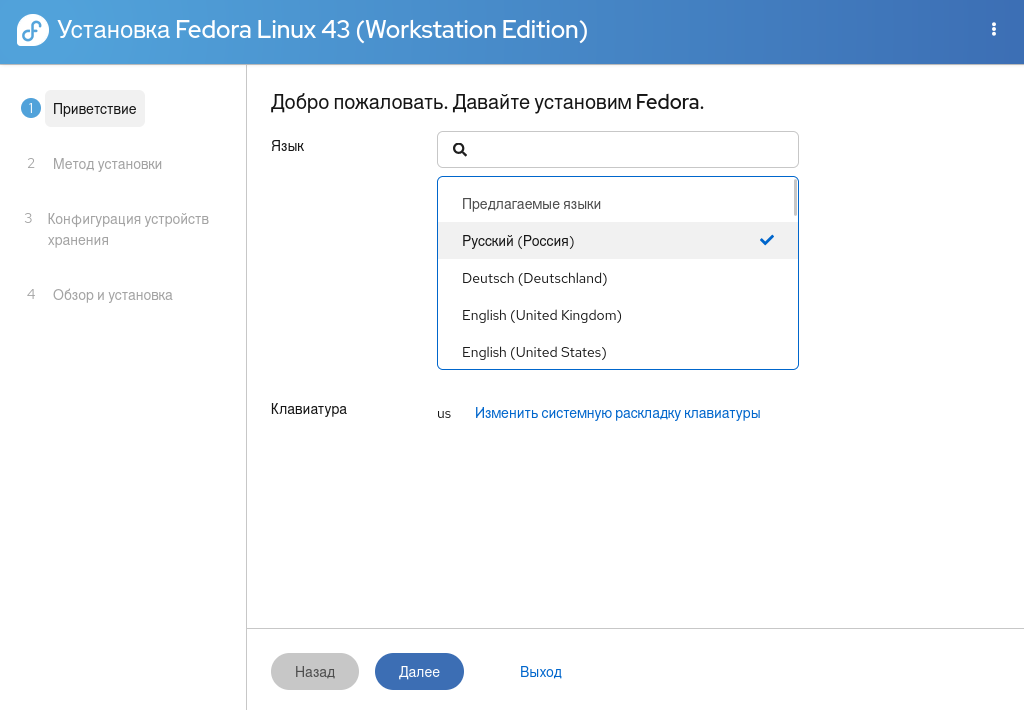 Установка Fedora Linux 43 (Workstation Edition)
1 Приветствие
2 Метод установки
3 Конфигурация устройств
хранения
4 Обзор и установка
Добро пожаловать. Давайте установим Fedora.
Язык
Предлагаемые языки
Русский (Россия)
Deutsch (Deutschland)
English (United Kingdom)
English (United States)
Клавиатура us Изменить системную раскладку клавиатуры
Назад Далее Выход